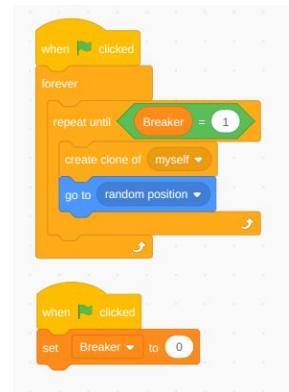 when clicked
forever
repeat until Breaker = 1
create clone of myself
go to random position
when clicked
set Breaker to 0